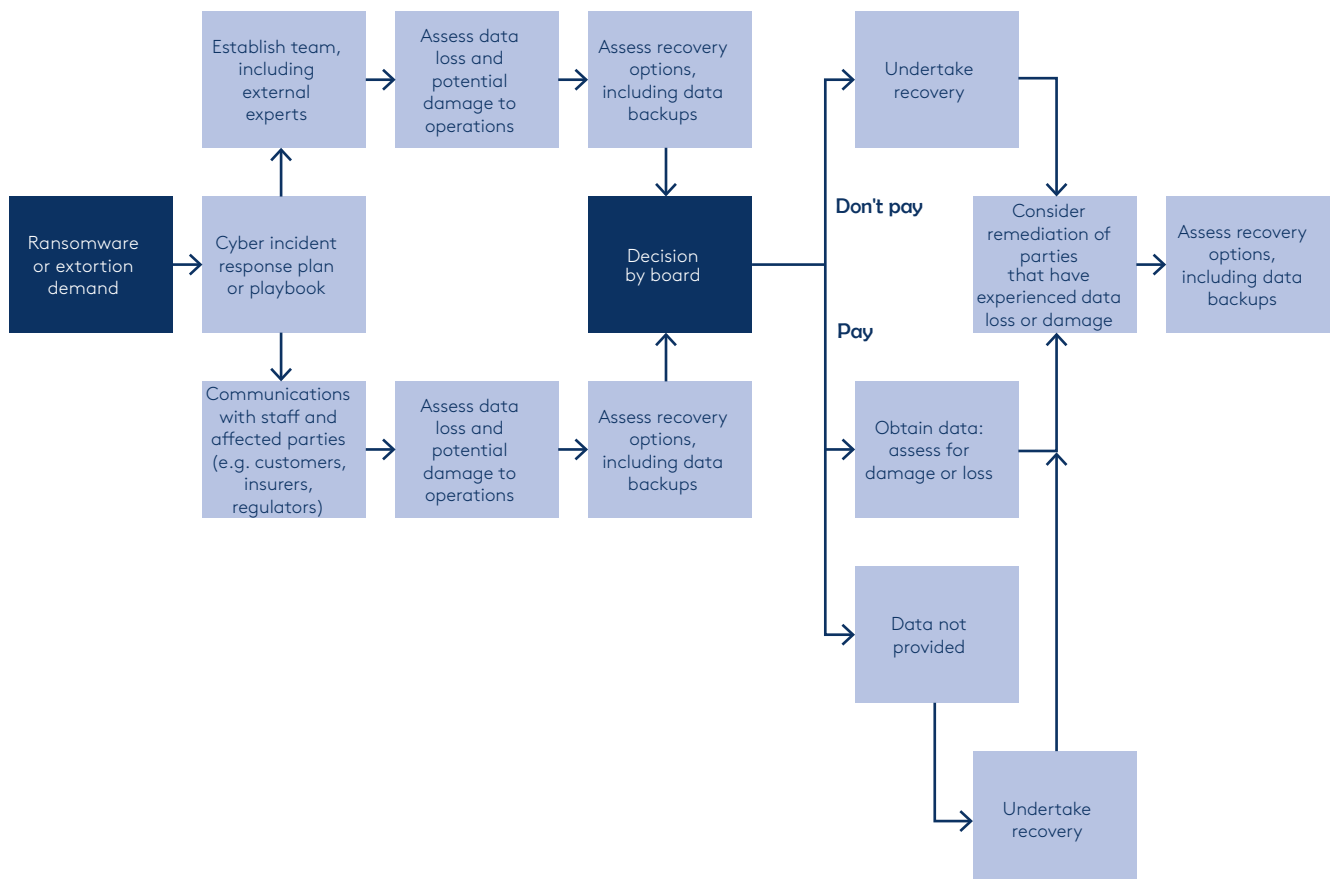 Establish team,
including
external
experts
Assess data
loss and
potential
damage to
operations
Assess recovery
options,
including data
backups
Undertake
recovery
Ransomware
or extortion
demand
Cyber incident
response plan
or playbook
Decision
by board
Don't pay
Pay
Consider
remediation of
parties
that have
experienced data
loss or damage
Assess recovery
options,
including data
backups
Communications
with staff and
affected parties
(e.g. customers,
insurers,
regulators)
Assess data
loss and
potential
damage to
operations
Assess recovery
options,
including data
backups
Obtain data:
assess for
damage or loss
Data not
provided
Undertake
recovery